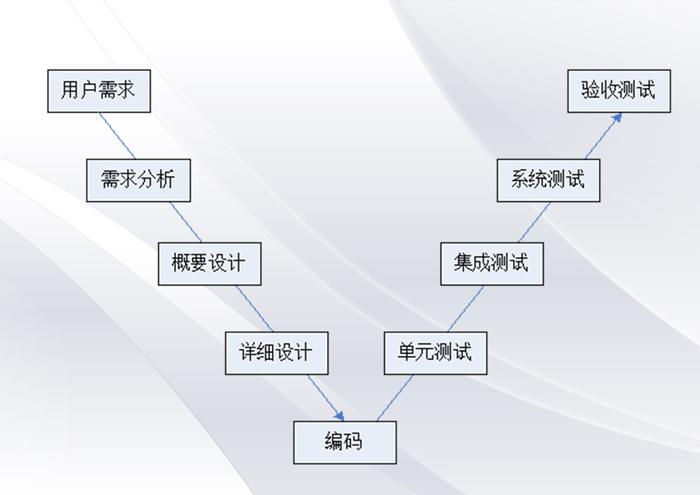 用户需求
验收测试
需求分析
系统测试
概要设计
集成测试
详细设计
单元测试
编码